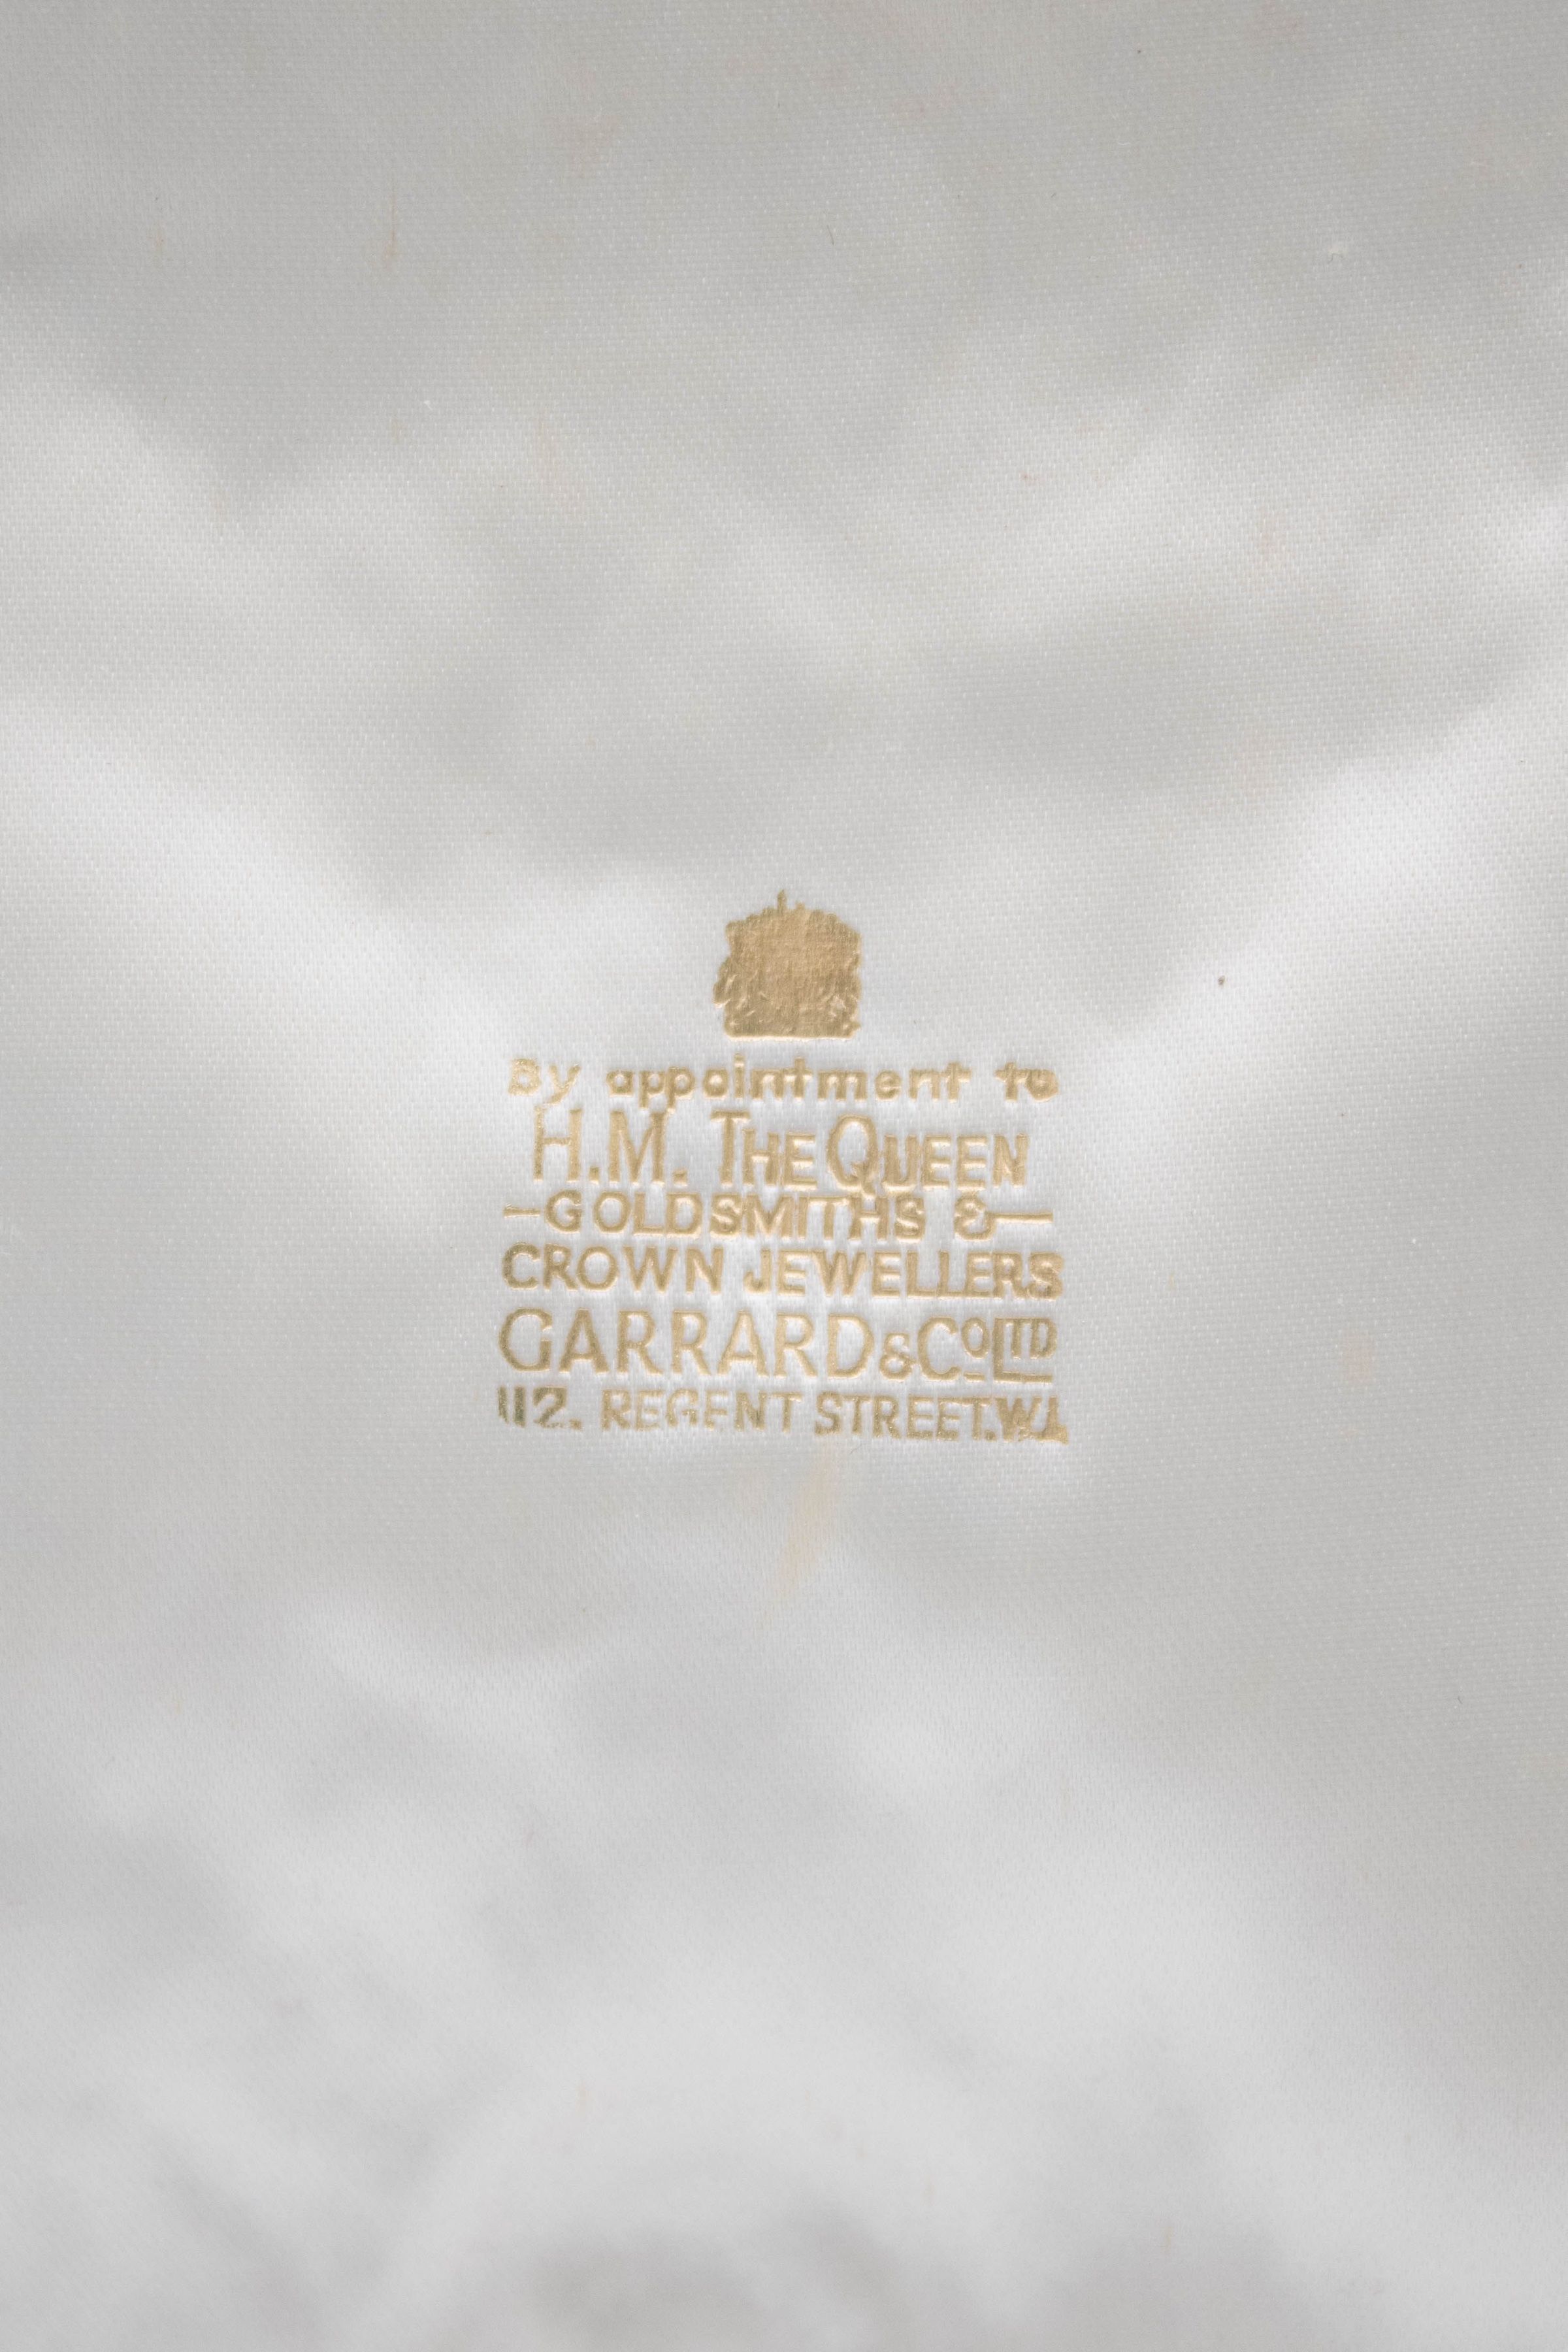 By appointment to
H.M. THE QUEEN
-GOLDSMITHS &-
CROWN JEWELLERS
GARRARD & Co LTD
112. REGENT STREET.W.1.